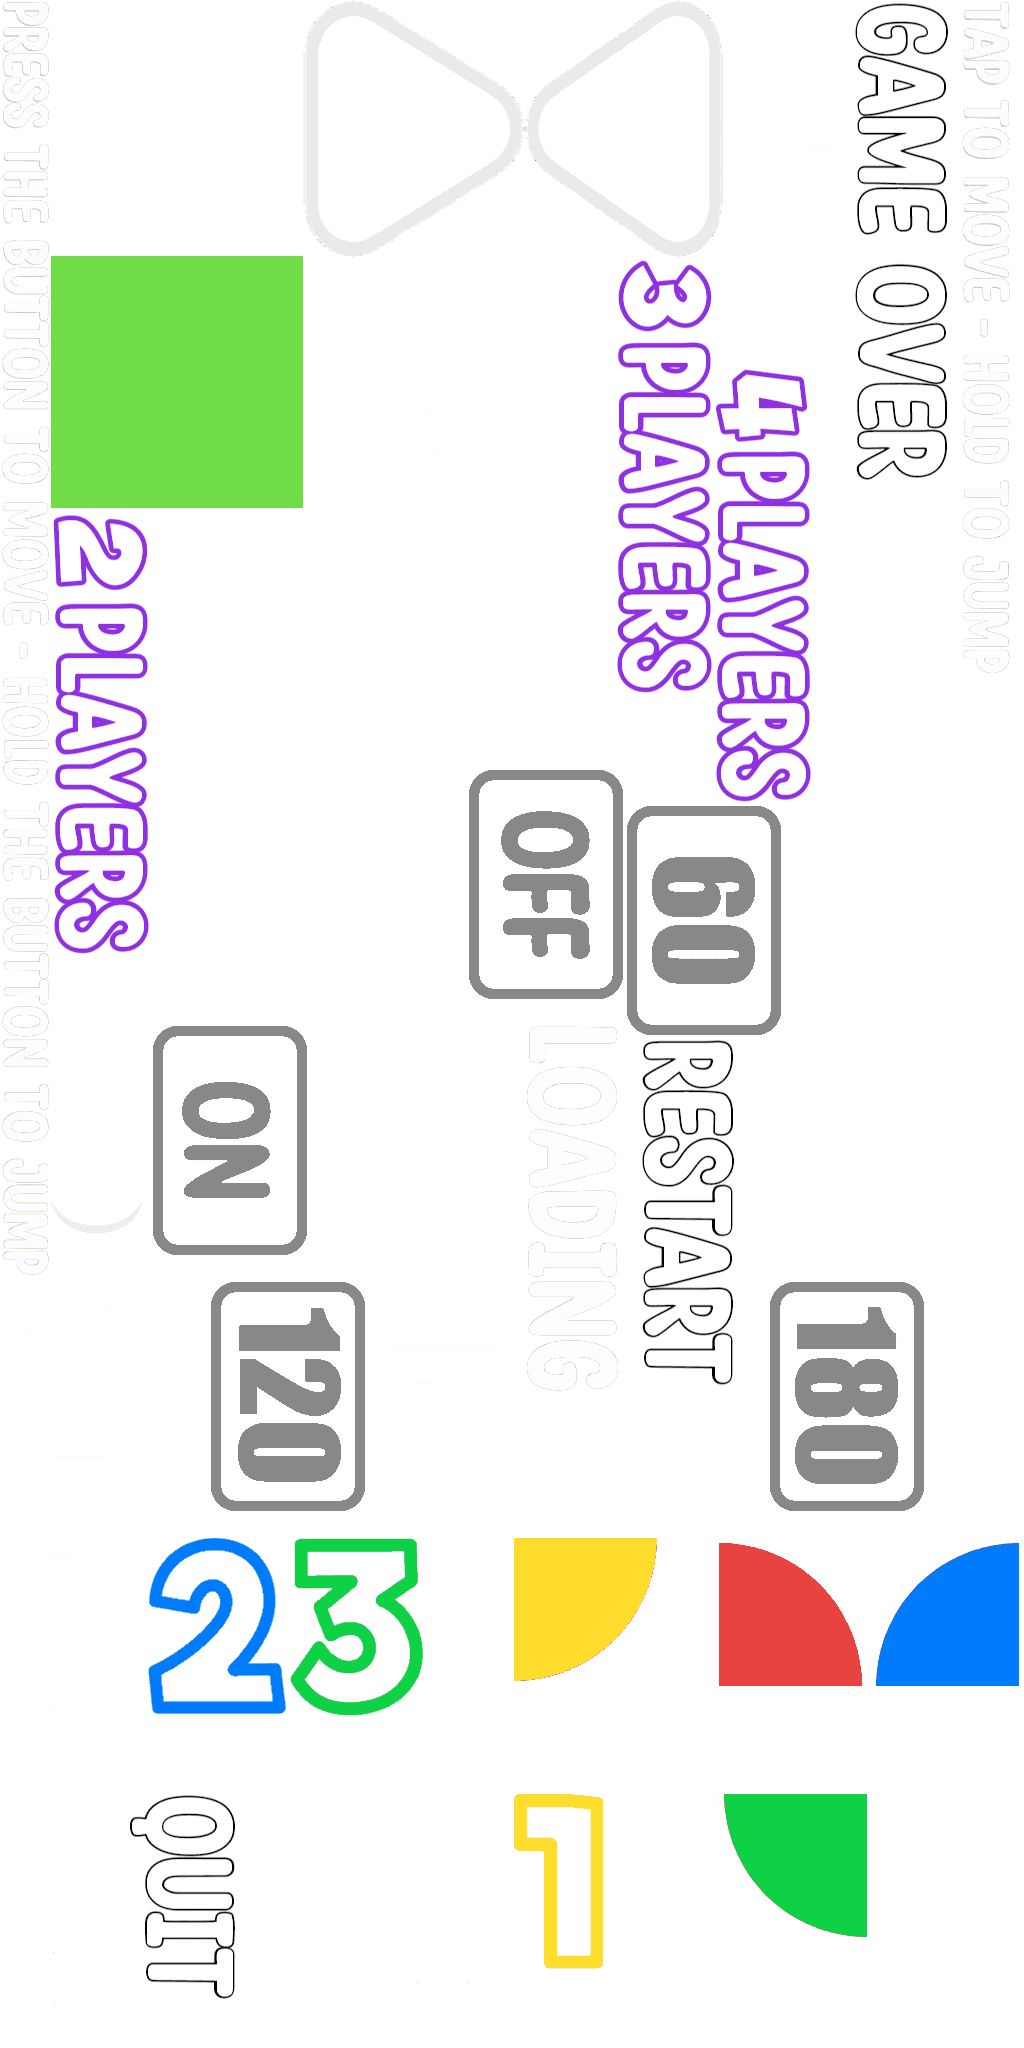 PRESS THE BUTTON TO MOVE - HOLD THE BUTTON TO JUMP
GAME OVER
TAP TO MOVE - HOLD TO JUMP
3 PLAYERS
4 PLAYERS
2 PLAYERS
OFF
60
ON
LOADING
RESTART
120
180
2
3
QUIT
1